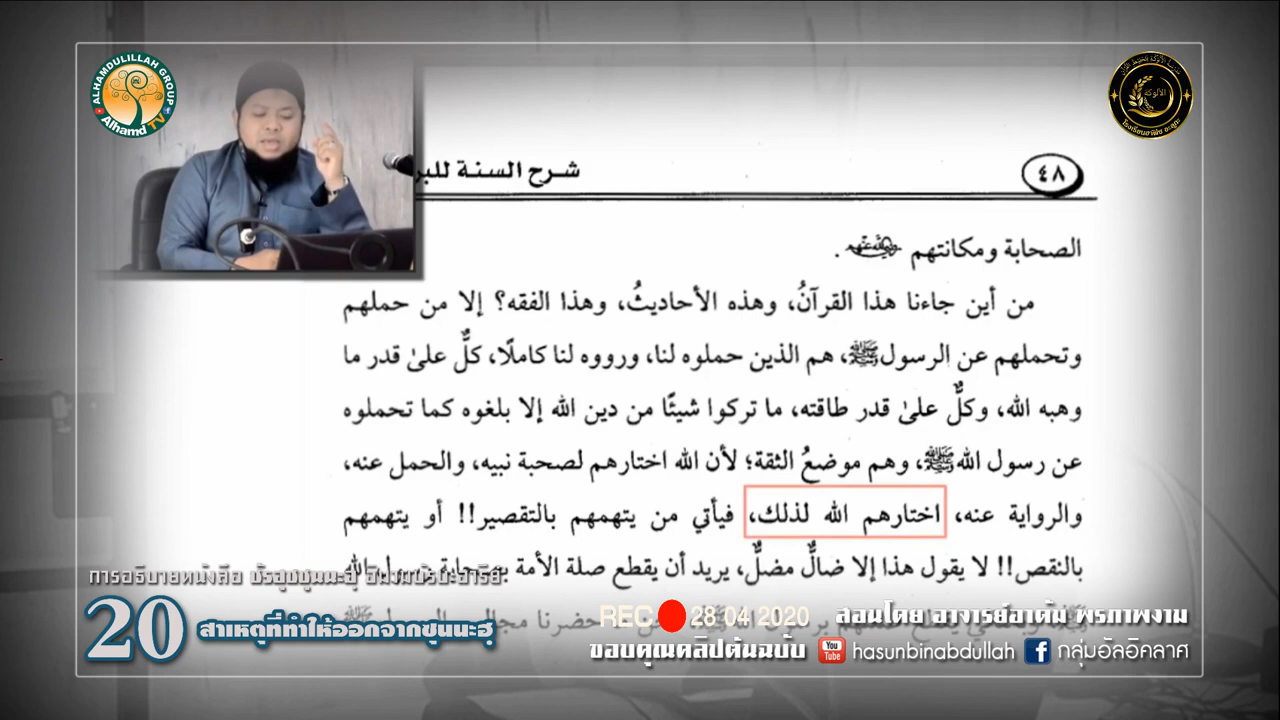 ALHAMDULILLAH GROUP
Alhamd TV
الألوكة
شرح السنة للبر
٤٨
الصحابة ومكانتهم
من أين جاءنا هذا القرآنُ، وهذه الأحاديثُ، وهذا الفقه؟ إلا من حملهم
وتحملهم عن الرسول ﷺ، هم الذين حملوه لنا، ورووه لنا كاملًا، كلٌّ علىٰ قدر ما
وهبه الله، وكلٌّ علىٰ قدر طاقته، ما تركوا شيئًا من دين الله إلا بلغوه كما تحملوه
عن رسول الله ﷺ، وهم موضعُ الثقة؛ لأن الله اختارهم لصحبة نبيه، والحمل عنه،
والرواية عنه، اختارهم الله لذلك، فيأتي من يتهمهم بالتقصير!! أو يتهمهم
بالنقص!! لا يقول هذا إلا ضالٌّ مضلٌّ، يريد أن يقطع صلة الأمة
การอธิบายหนังสือ
20 สาเหตุที่ทำให้ออกจากซุนนะฮฺ
REC 28 04 2020 สอนโดย อาจารย์อาดัม พรภาพงาม
ขอบคุณคลิปต้นฉบับ You Tube hasunbinabdullah f กลุ่มอัลอิคลาศ